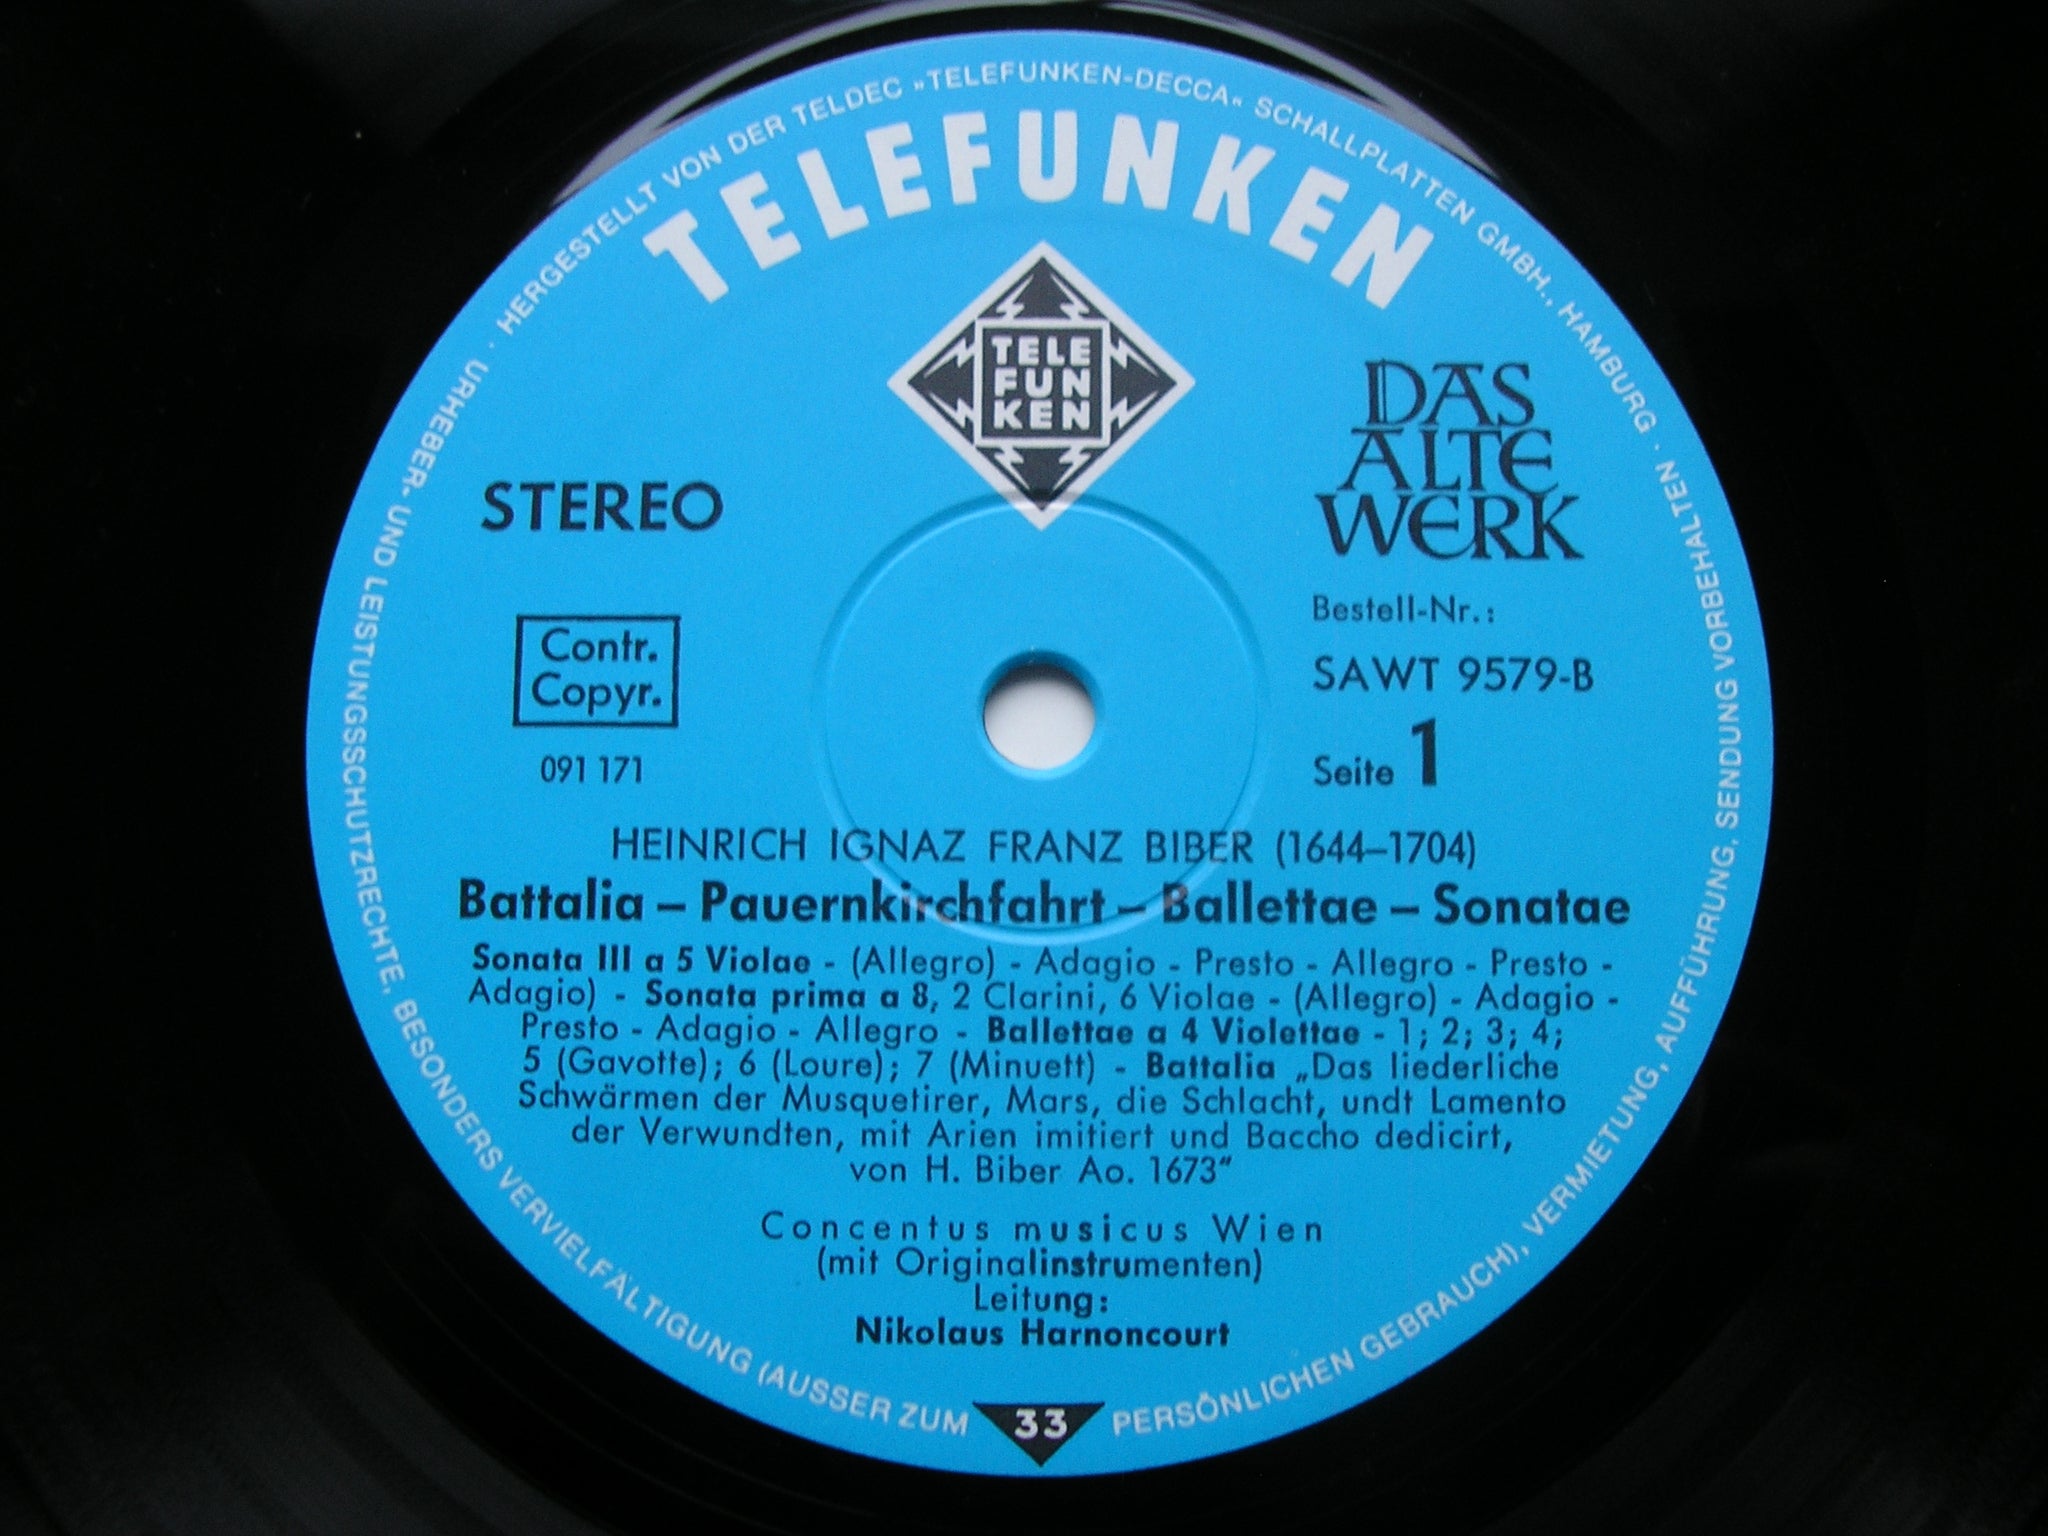 HERGESTELLT VON DER TELDEC »TELEFUNKEN-DECCA« SCHALLPLATTEN GMBH., HAMBURG · URHEBER- UND LEISTUNGSSCHUTZRECHTE, BESONDERS VERVIELFÄLTIGUNG (AUSSER ZUM PERSÖNLICHEN GEBRAUCH), VERMIETUNG, AUFFÜHRUNG, SENDUNG VORBEHALTEN ·
TELEFUNKEN
TELE
FUN
KEN
DAS
ALTE
WERK
STEREO
Bestell-Nr.:
SAWT 9579-B
Contr.
Copyr.
091 171
Seite 1
HEINRICH IGNAZ FRANZ BIBER (1644–1704)
Battalia – Pauernkirchfahrt – Ballettae – Sonatae
Sonata III a 5 Violae - (Allegro) - Adagio - Presto - Allegro - Presto -
Adagio) - Sonata prima a 8, 2 Clarini, 6 Violae - (Allegro) - Adagio -
Presto - Adagio - Allegro - Ballettae a 4 Violettae - 1; 2; 3; 4;
5 (Gavotte); 6 (Loure); 7 (Minuett) - Battalia „Das liederliche
Schwärmen der Musquetirer, Mars, die Schlacht, undt Lamento
der Verwundten, mit Arien imitiert und Baccho dedicirt,
von H. Biber Ao. 1673“
Concentus musicus Wien
(mit Originalinstrumenten)
Leitung:
Nikolaus Harnoncourt
33